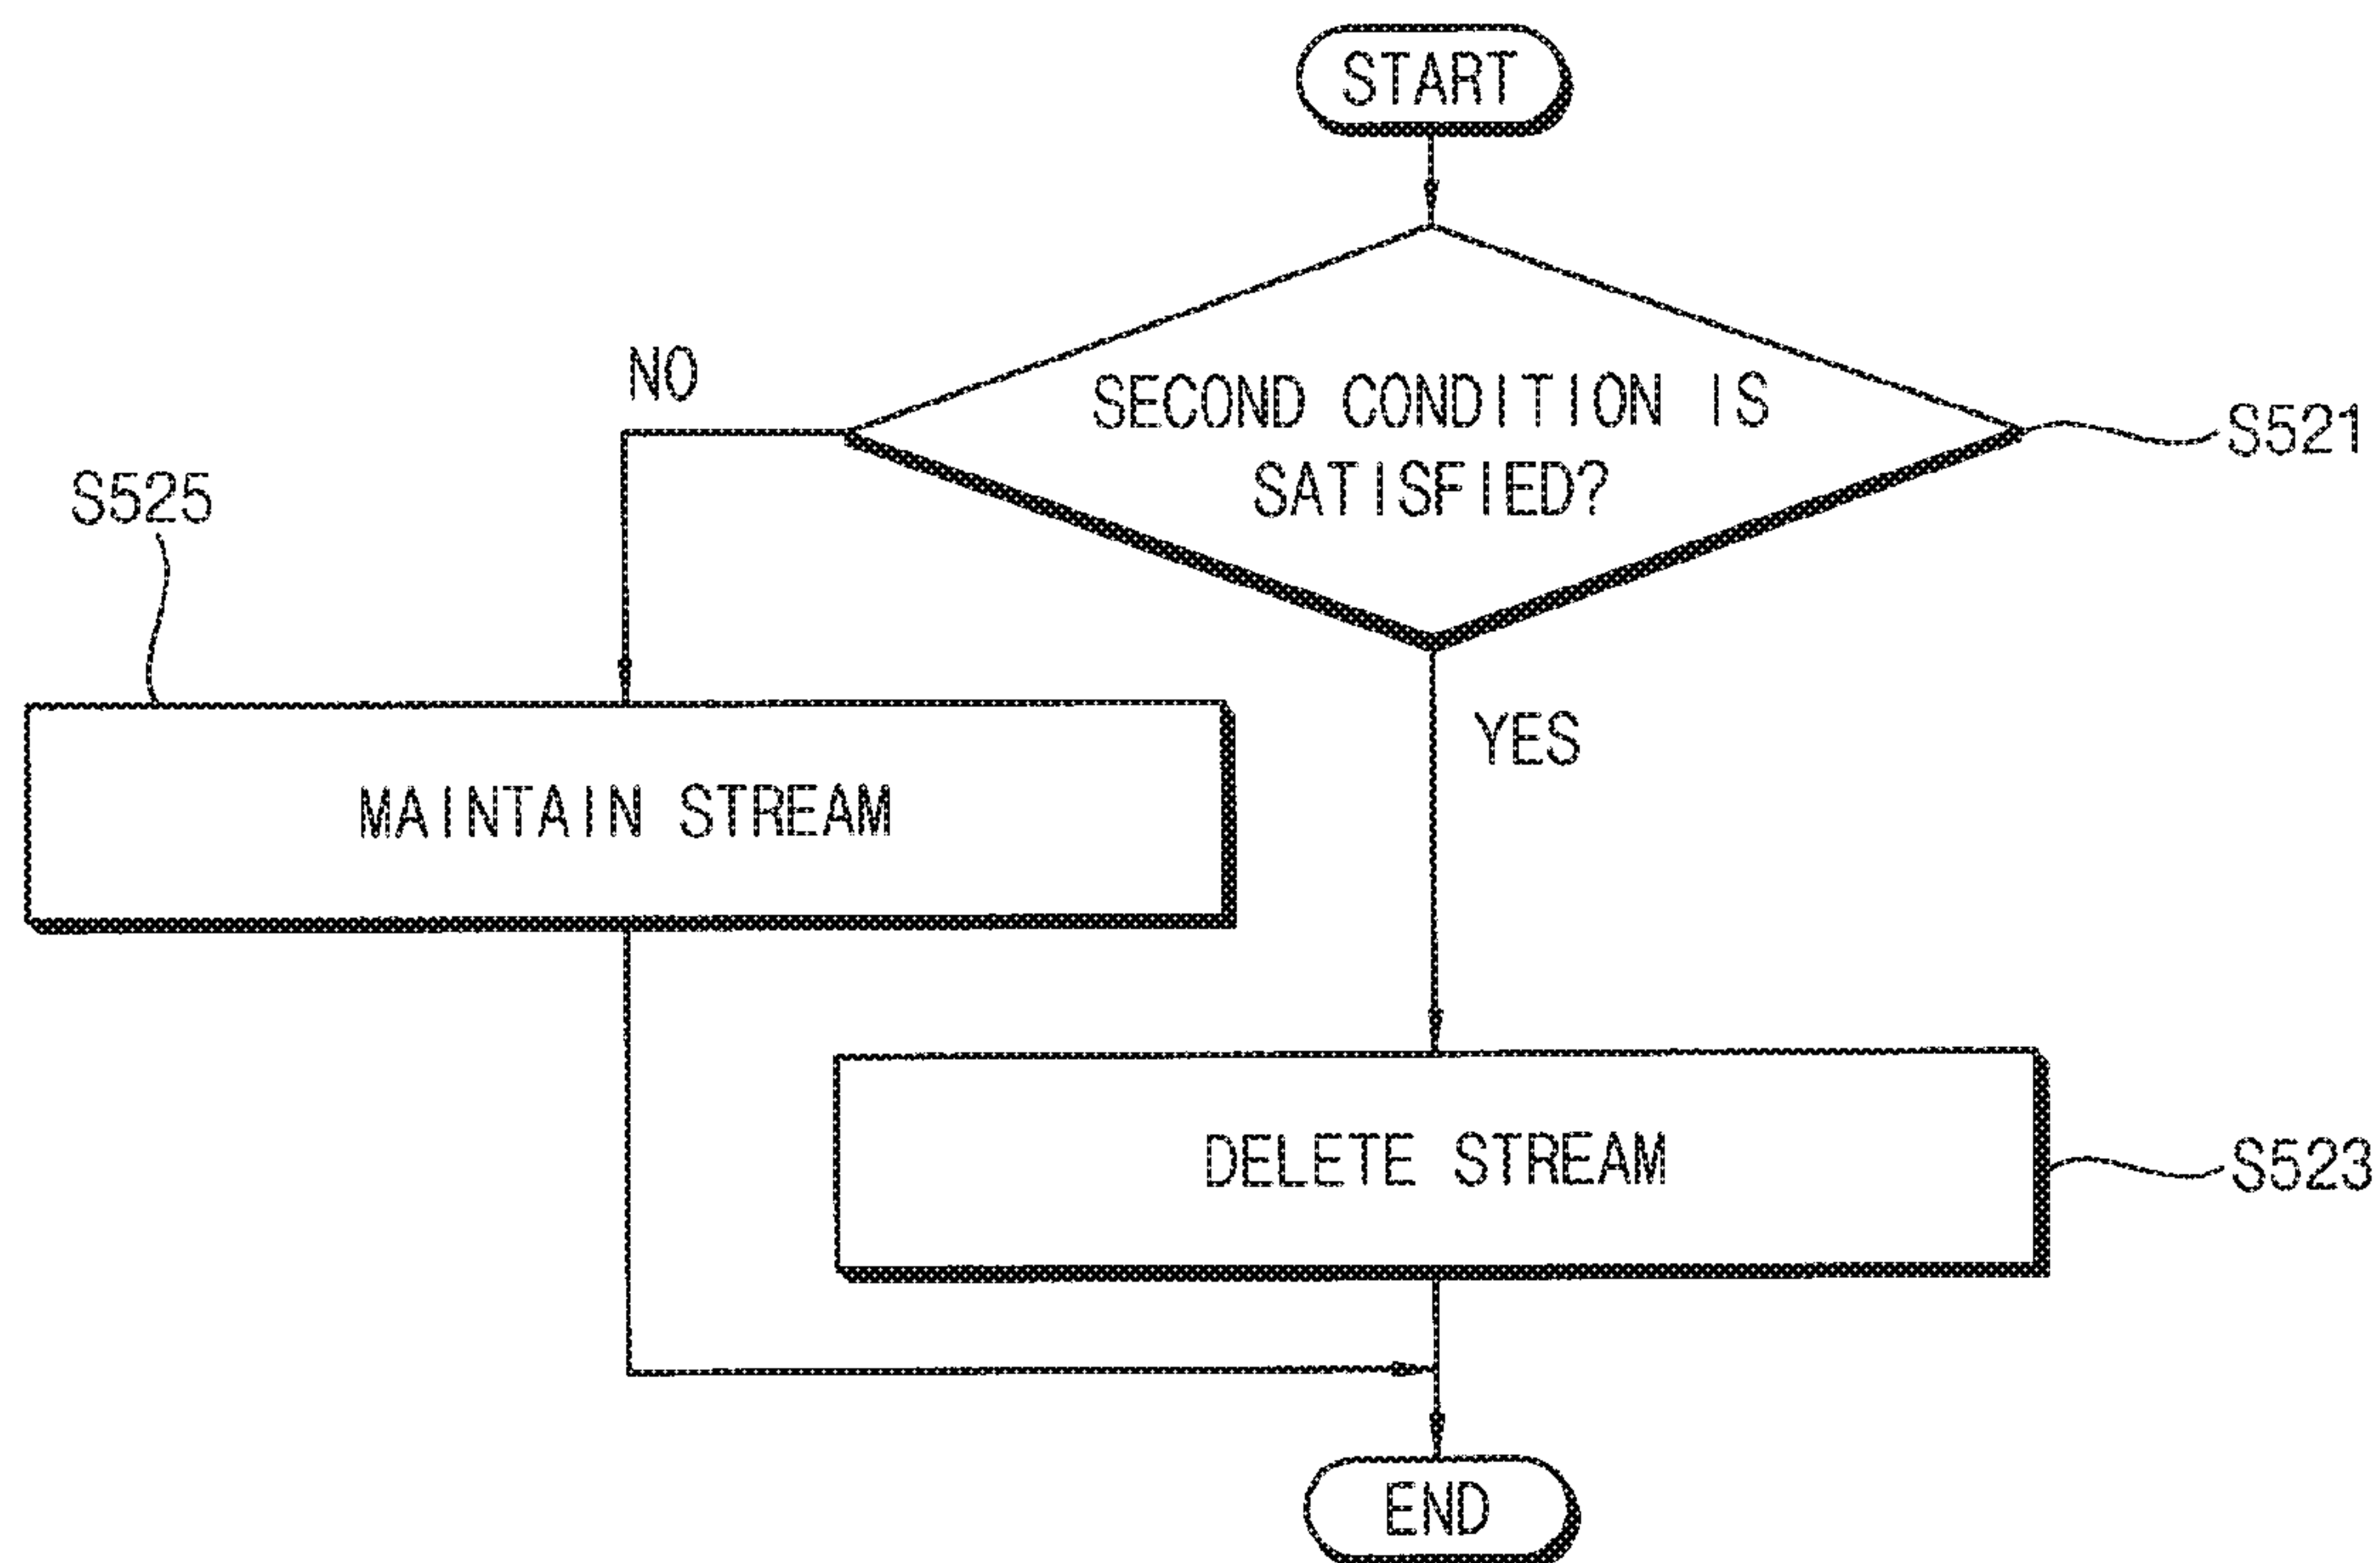 START
NO
SECOND CONDITION IS
SATISFIED?
S521
S525
MAINTAIN STREAM
YES
DELETE STREAM
S523
END